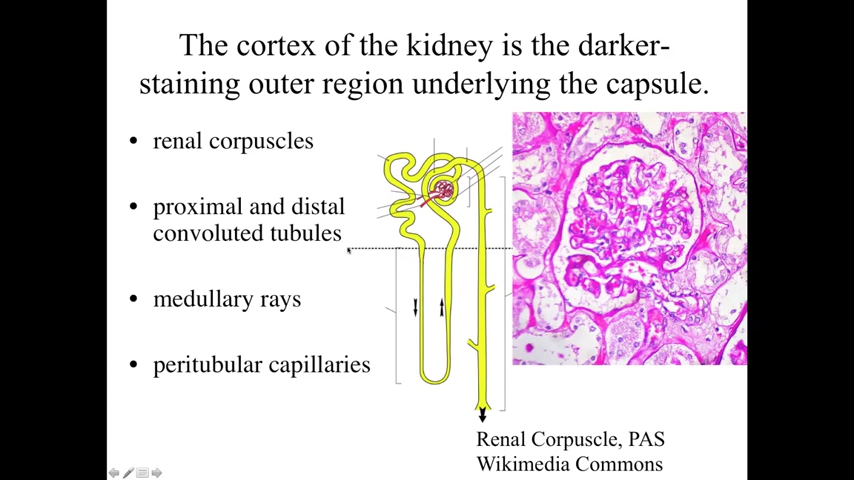 The cortex of the kidney is the darker-
staining outer region underlying the capsule.
• renal corpuscles
• proximal and distal
convoluted tubules
• medullary rays
• peritubular capillaries
Renal Corpuscle, PAS
Wikimedia Commons